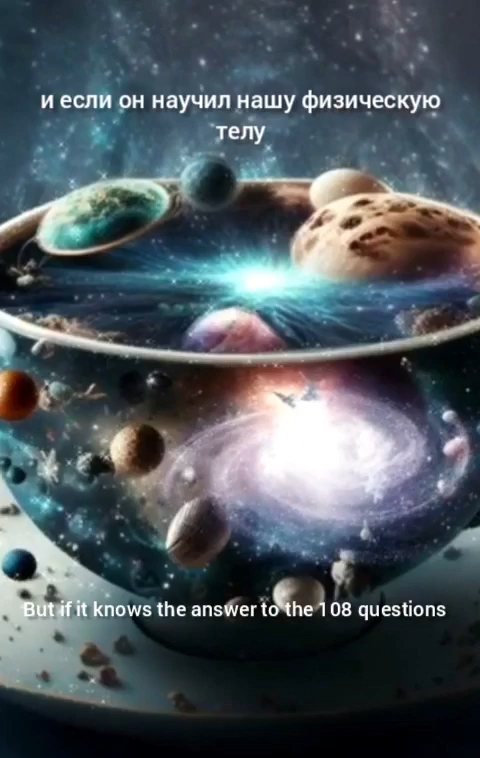 и если он научил нашу физическую
телу
But if it knows the answer to the 108 questions